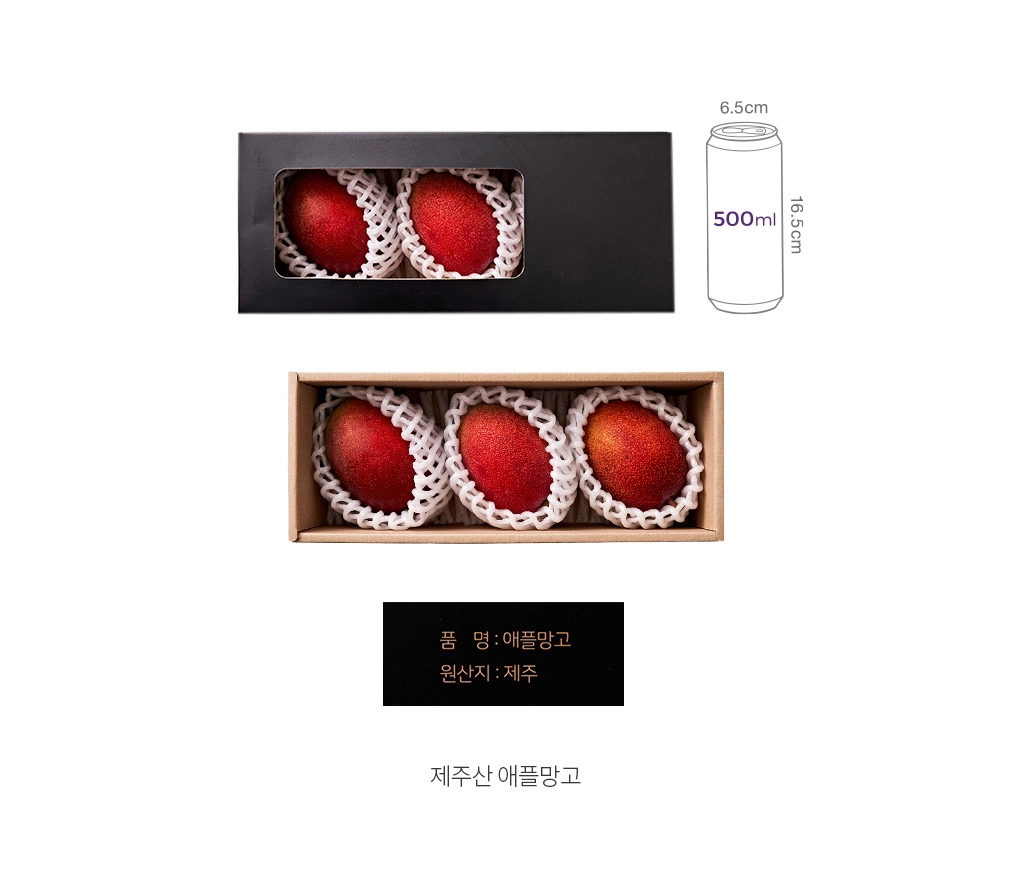 6.5cm
500ml
16.5cm
품 명 : 애플망고
원산지 : 제주
제주산 애플망고